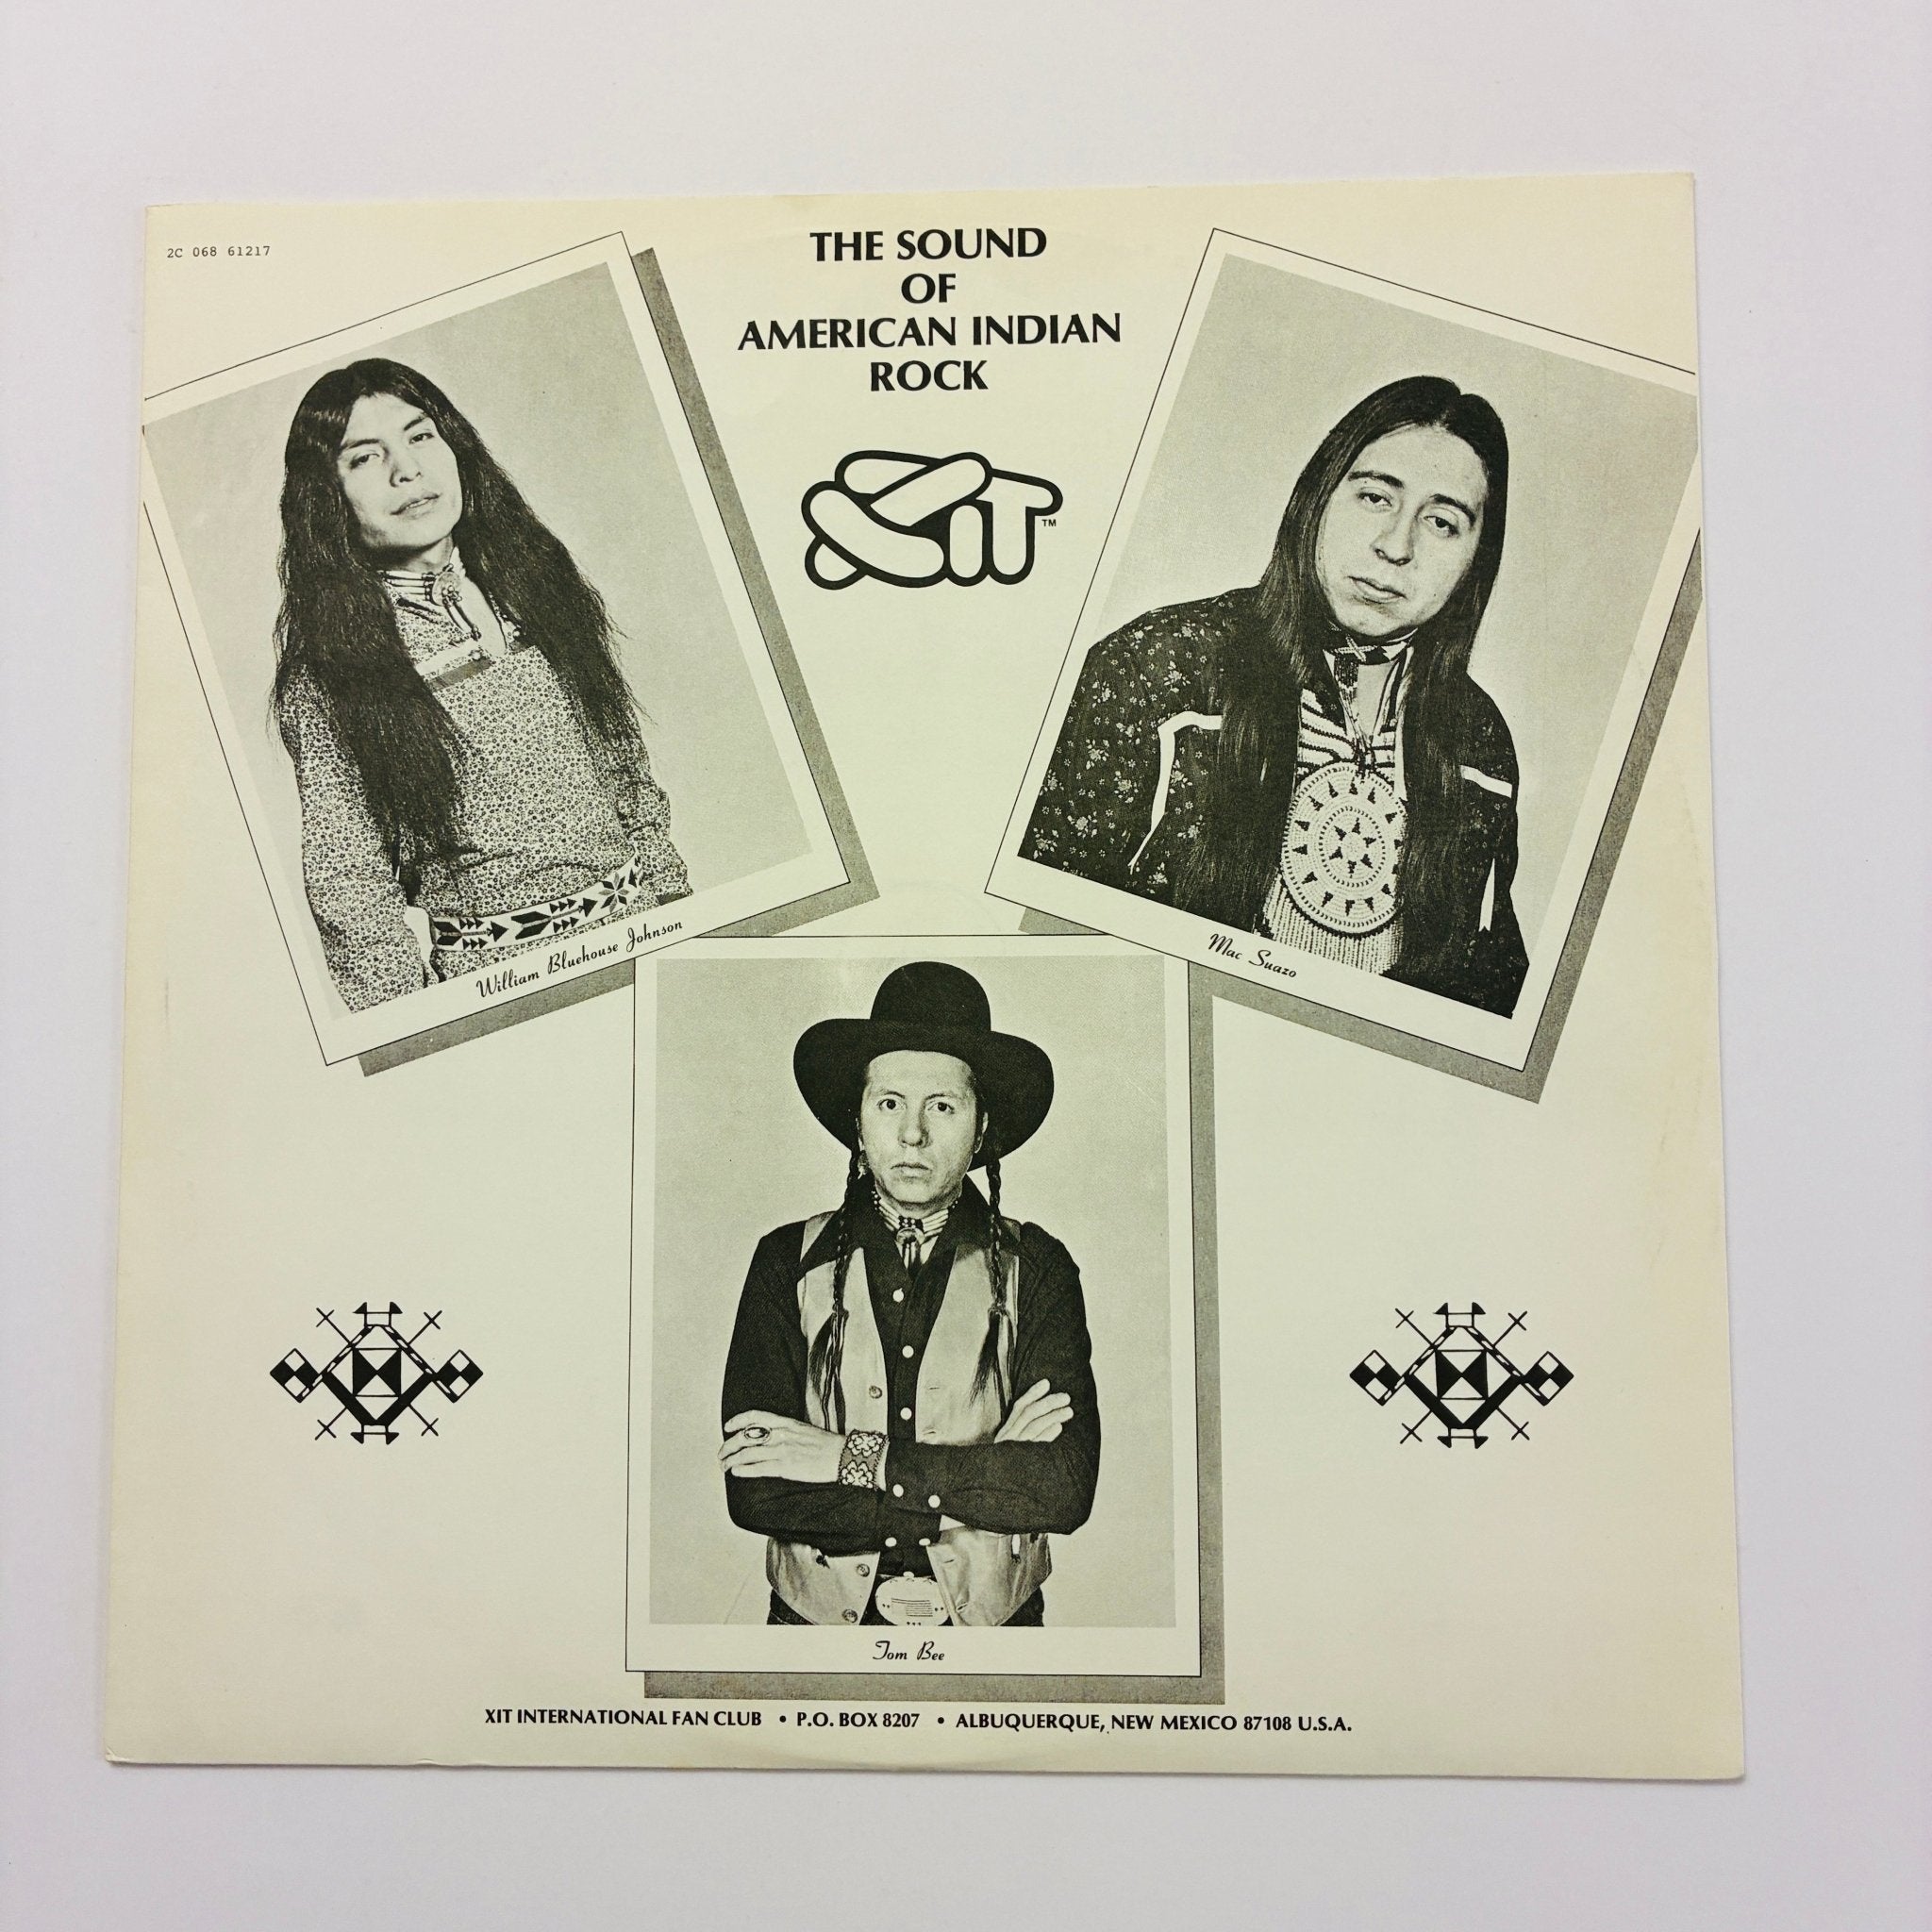 2C 068 61217
THE SOUND
OF
AMERICAN INDIAN
ROCK
XiT™
William Bluehouse Johnson
Mac Suazo
Tom Bee
XIT INTERNATIONAL FAN CLUB • P.O. BOX 8207 • ALBUQUERQUE, NEW MEXICO 87108 U.S.A.